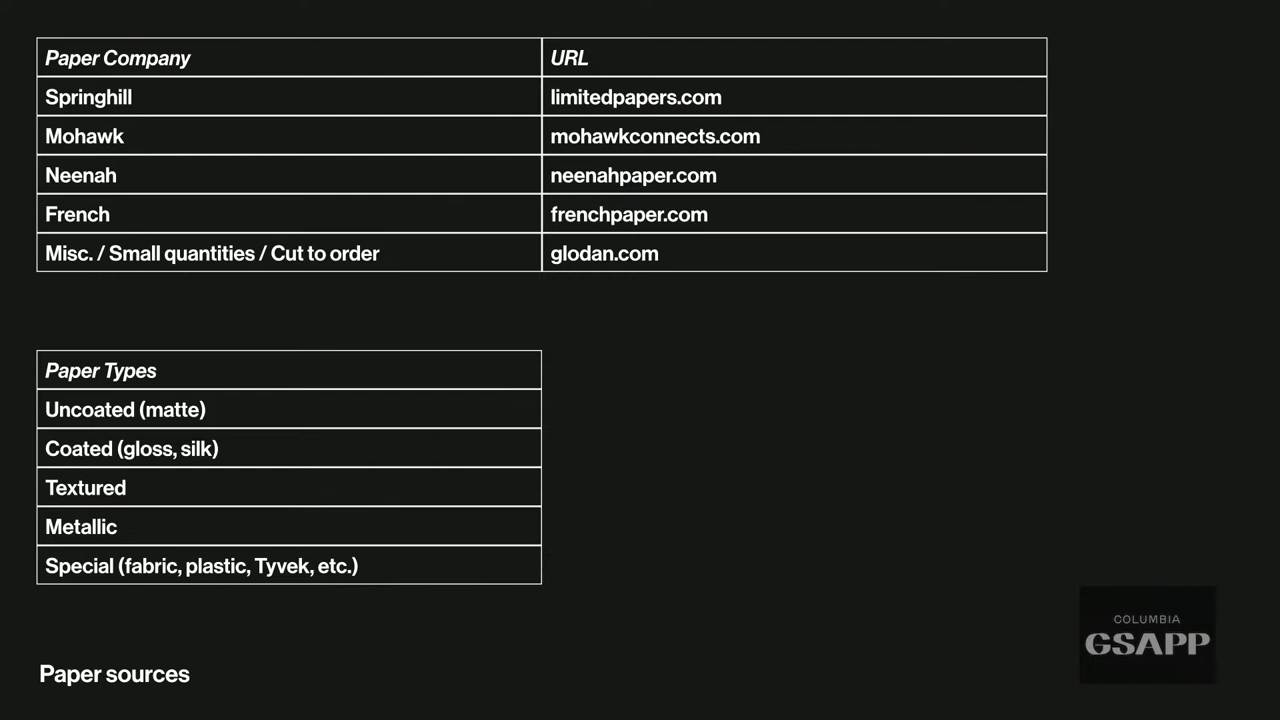 Paper Company URL
Springhill limitedpapers.com
Mohawk mohawkconnects.com
Neenah neenahpaper.com
French frenchpaper.com
Misc. / Small quantities / Cut to order glodan.com
Paper Types
Uncoated (matte)
Coated (gloss, silk)
Textured
Metallic
Special (fabric, plastic, Tyvek, etc.)
Paper sources
COLUMBIA
GSAPP